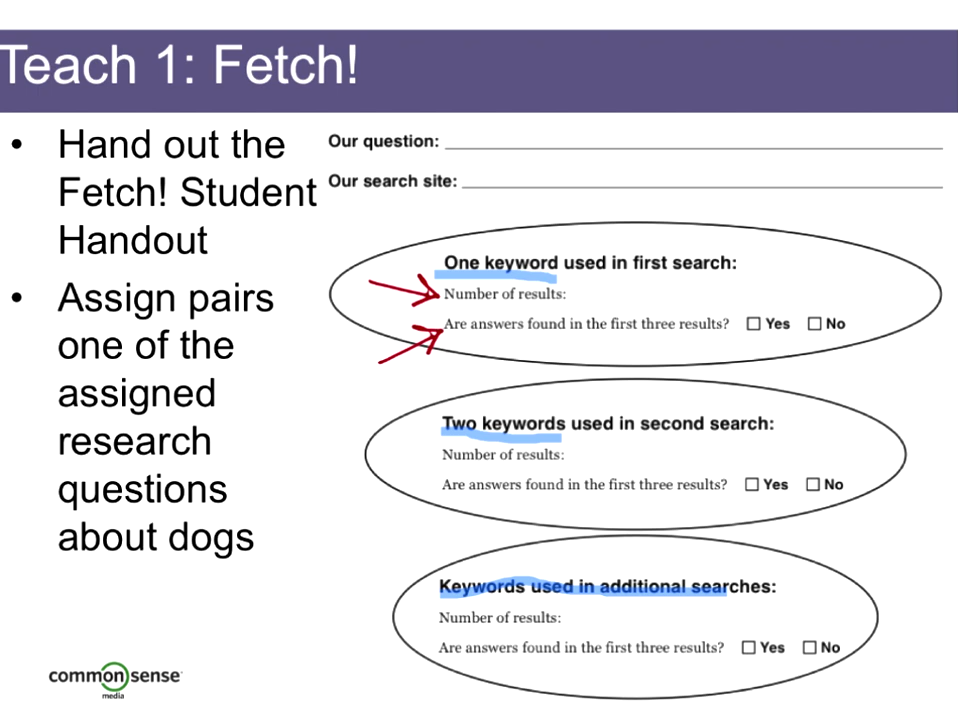 Teach 1: Fetch!
• Hand out the
Fetch! Student
Handout
• Assign pairs
one of the
assigned
research
questions
about dogs
Our question:
Our search site:
One keyword used in first search:
Number of results:
Are answers found in the first three results? ☐ Yes ☐ No
Two keywords used in second search:
Number of results:
Are answers found in the first three results? ☐ Yes ☐ No
Keywords used in additional searches:
Number of results:
Are answers found in the first three results? ☐ Yes ☐ No
common sense
media